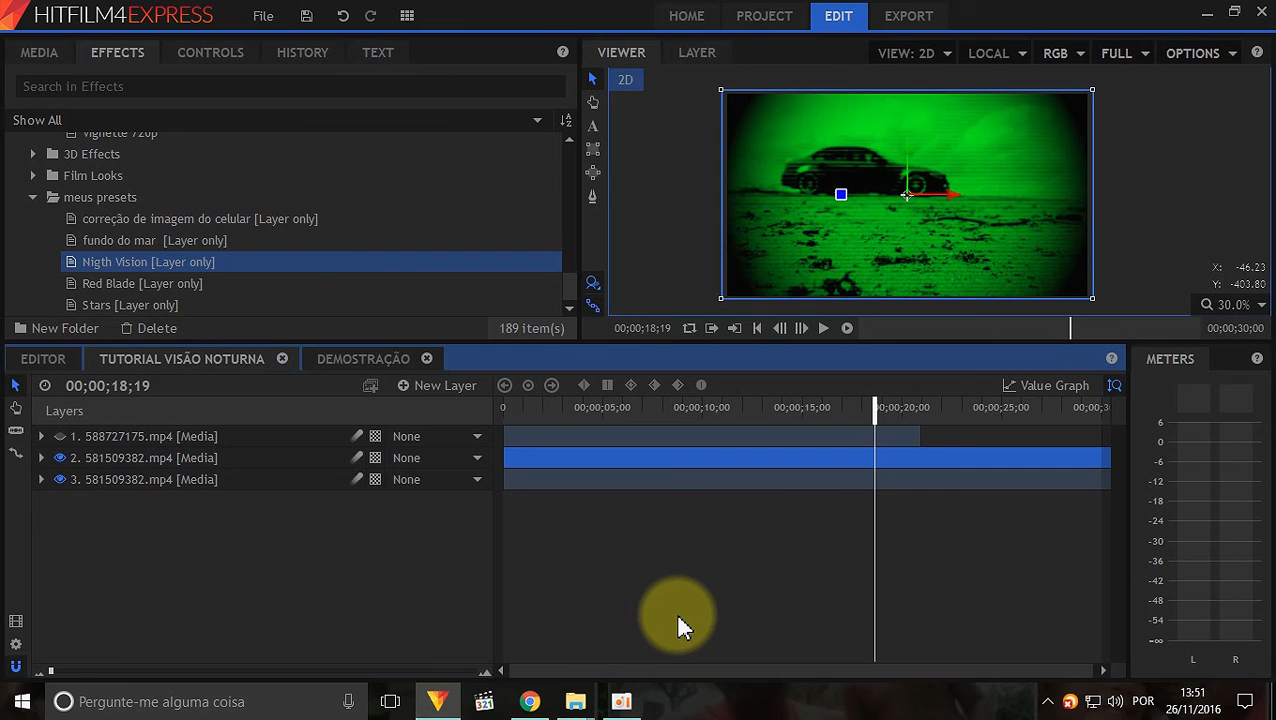 HITFILM4EXPRESS
File
HOME
PROJECT
EDIT
EXPORT
MEDIA
EFFECTS
CONTROLS
HISTORY
TEXT
VIEWER
LAYER
VIEW: 2D
LOCAL
RGB
FULL
OPTIONS
Search in Effects
2D
Show All
Vignette 720p
3D Effects
Film Looks
meus presets
correção de imagem do celular [Layer only]
fundo do mar [Layer only]
Nigth Vision [Layer only]
Red Blade [Layer only]
Stars [Layer only]
X: -46.23
Y: -403.80
30.0%
New Folder
Delete
189 item(s)
00;00;18;19
00;00;30;00
EDITOR
TUTORIAL VISÃO NOTURNA
DEMOSTRAÇÃO
METERS
00;00;18;19
New Layer
Value Graph
Layers
0
00;00;05;00
00;00;10;00
00;00;15;00
00;00;20;00
00;00;25;00
00;00;3
1. 588727175.mp4 [Media]
None
2. 581509382.mp4 [Media]
None
3. 581509382.mp4 [Media]
None
6
0
-6
-12
-18
-24
-30
-36
-42
-48
-54
-∞
L
R
Pergunte-me alguma coisa
321
POR
13:51
26/11/2016